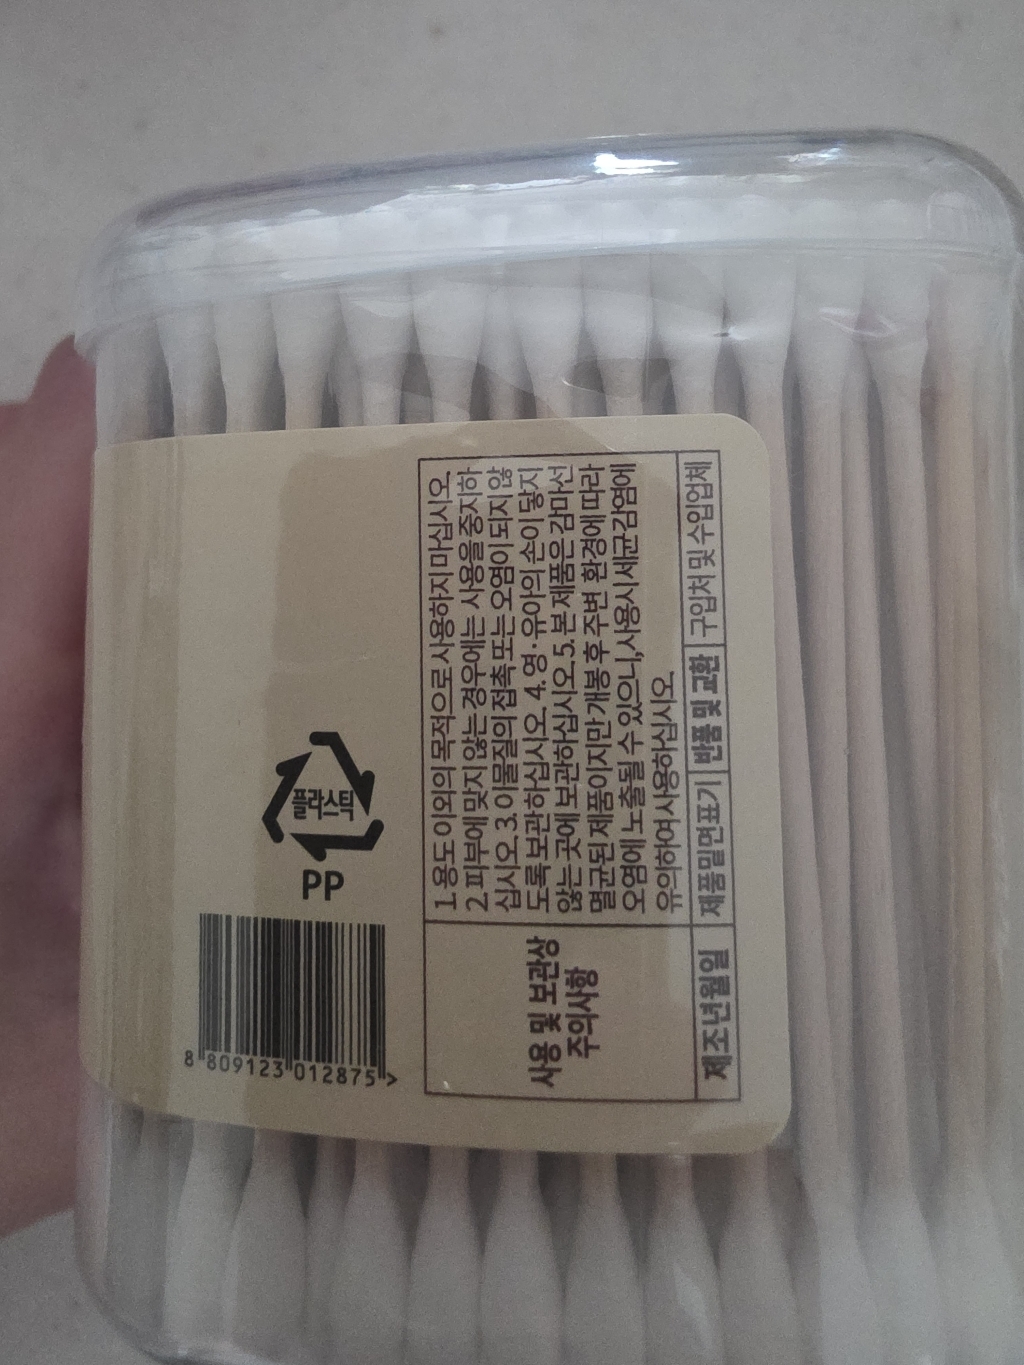 플라스틱
PP
8 809123 012875 >
사용 및 보관상
주의사항
1. 용도 이외의 목적으로 사용하지 마십시오.
2. 피부에 맞지 않는 경우에는 사용을 중지하
십시오. 3. 이물질의 접촉 또는 오염이 되지 않
도록 보관하십시오. 4. 영·유아의 손이 닿지
않는 곳에 보관하십시오. 5. 본 제품은 감마선
멸균된 제품이지만 개봉 후 주변 환경에 따라
오염에 노출될 수 있으니, 사용시 세균감염에
유의하여 사용하십시오.
제조년월일 제품밑면표기 반품 및 교환 구입처 및 수입업체